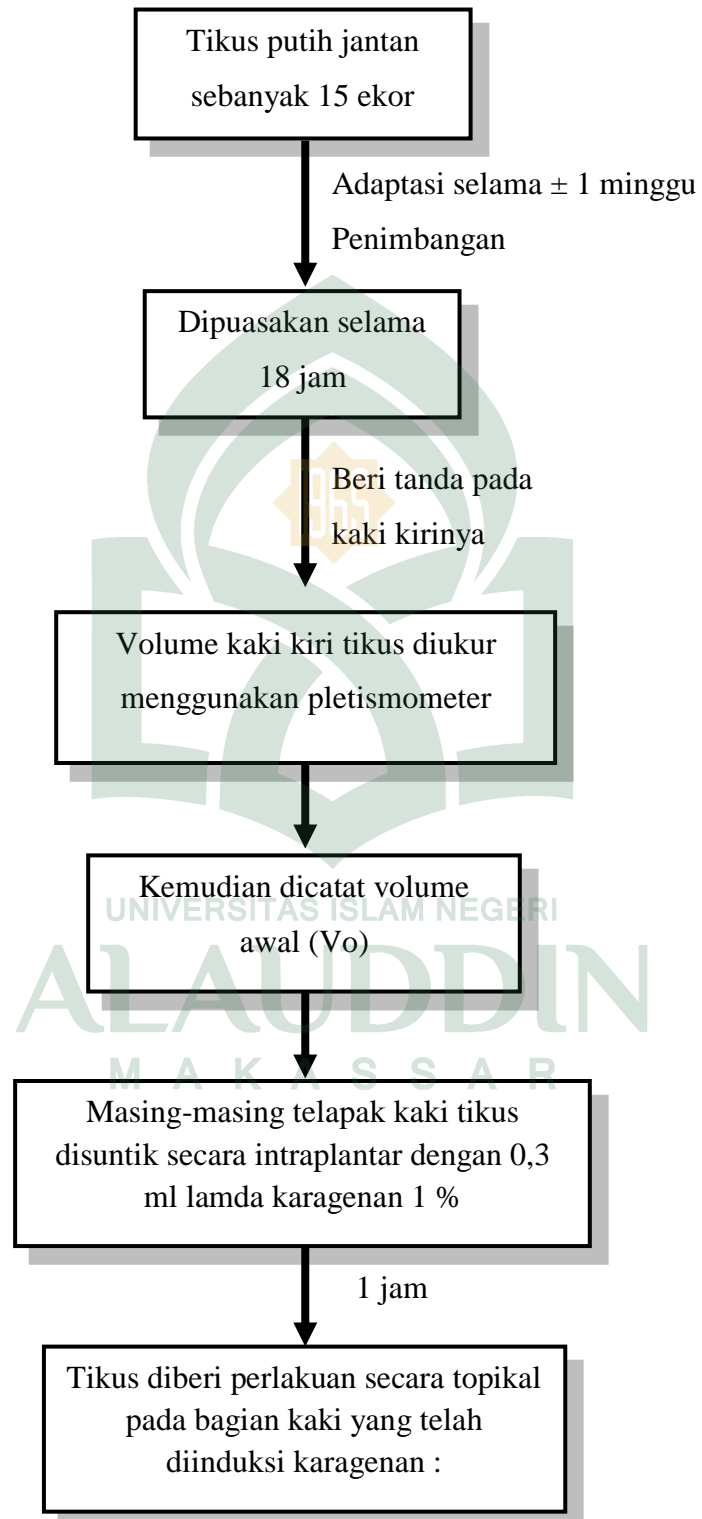 Tikus putih jantan
sebanyak 15 ekor
Adaptasi selama ± 1 minggu
Penimbangan
Dipuasakan selama
18 jam
1965
Beri tanda pada
kaki kirinya
Volume kaki kiri tikus diukur
menggunakan pletismometer
Kemudian dicatat volume
UNIVERSITAS ISLAM NEGERI
awal (Vo)
ALAUDDIN
MAKASSAR
Masing-masing telapak kaki tikus
disuntik secara intraplantar dengan 0,3
ml lamda karagenan 1 %
1 jam
Tikus diberi perlakuan secara topikal
pada bagian kaki yang telah
diinduksi karagenan :